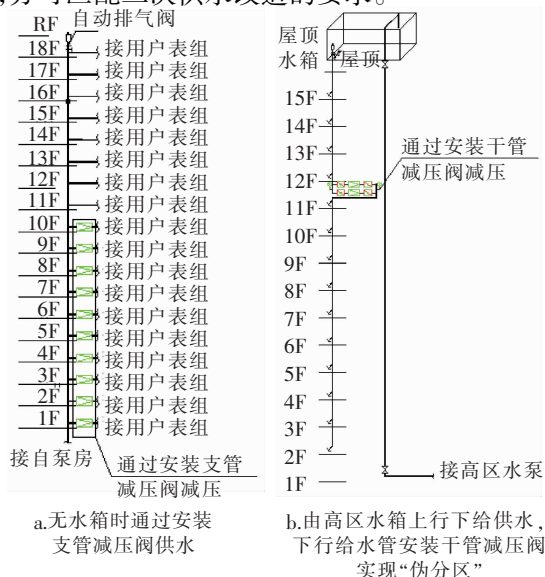 RF 自动排气阀
18F 接用户表组
17F 接用户表组
16F 接用户表组
15F 接用户表组
14F 接用户表组
13F 接用户表组
12F 接用户表组
11F 接用户表组
10F 接用户表组
9F 接用户表组
8F 接用户表组
7F 接用户表组
6F 接用户表组
5F 接用户表组
4F 接用户表组
3F 接用户表组
2F 接用户表组
1F 接用户表组
接自泵房
通过安装支管
减压阀减压
a.无水箱时通过安装
支管减压阀供水
屋顶
水箱 屋顶
15F
14F
13F
12F
11F
10F
9F
8F
7F
6F
5F
4F
3F
2F
1F
通过安装干管
减压阀减压
接高区水泵
b.由高区水箱上行下给供水,
下行给水管安装干管减压阀
实现“伪分区”